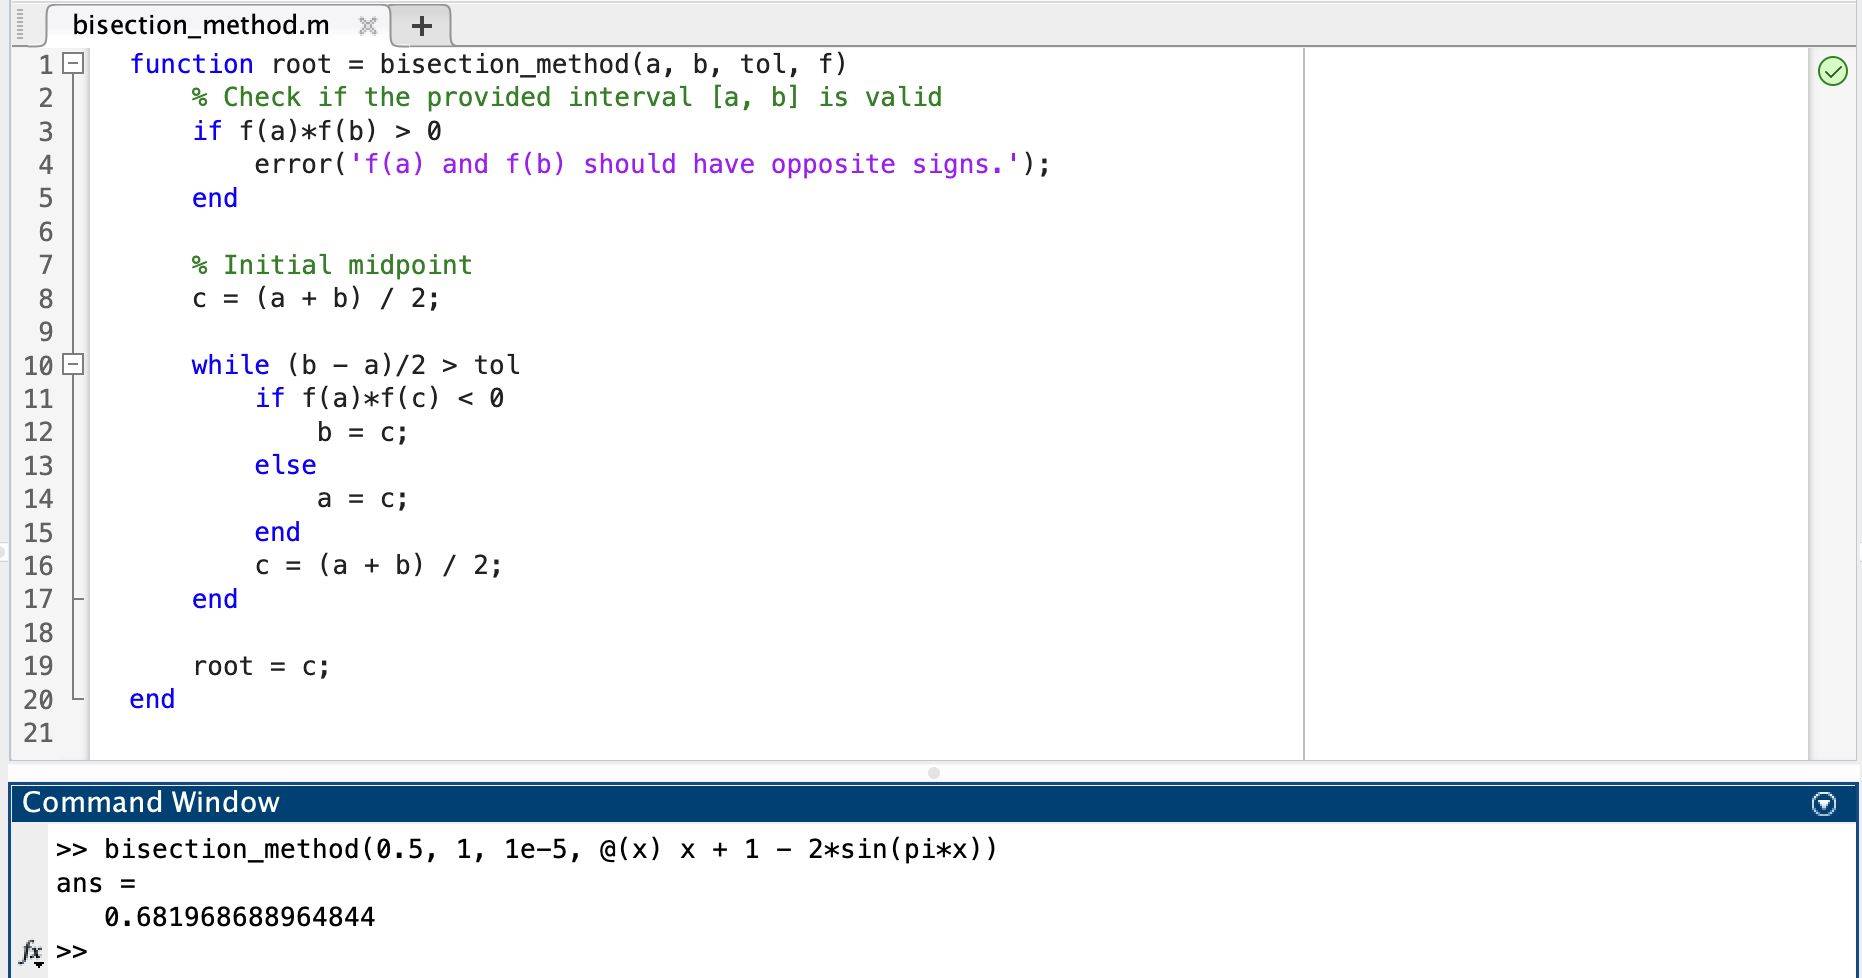 bisection_method.m
1 function root = bisection_method(a, b, tol, f)
2 % Check if the provided interval [a, b] is valid
3 if f(a)*f(b) > 0
4 error('f(a) and f(b) should have opposite signs.');
5 end
6
7 % Initial midpoint
8 c = (a + b) / 2;
9
10 while (b - a)/2 > tol
11 if f(a)*f(c) < 0
12 b = c;
13 else
14 a = c;
15 end
16 c = (a + b) / 2;
17 end
18
19 root = c;
20 end
21
Command Window
>> bisection_method(0.5, 1, 1e-5, @(x) x + 1 - 2*sin(pi*x))
ans =
0.681968688964844
fx >>